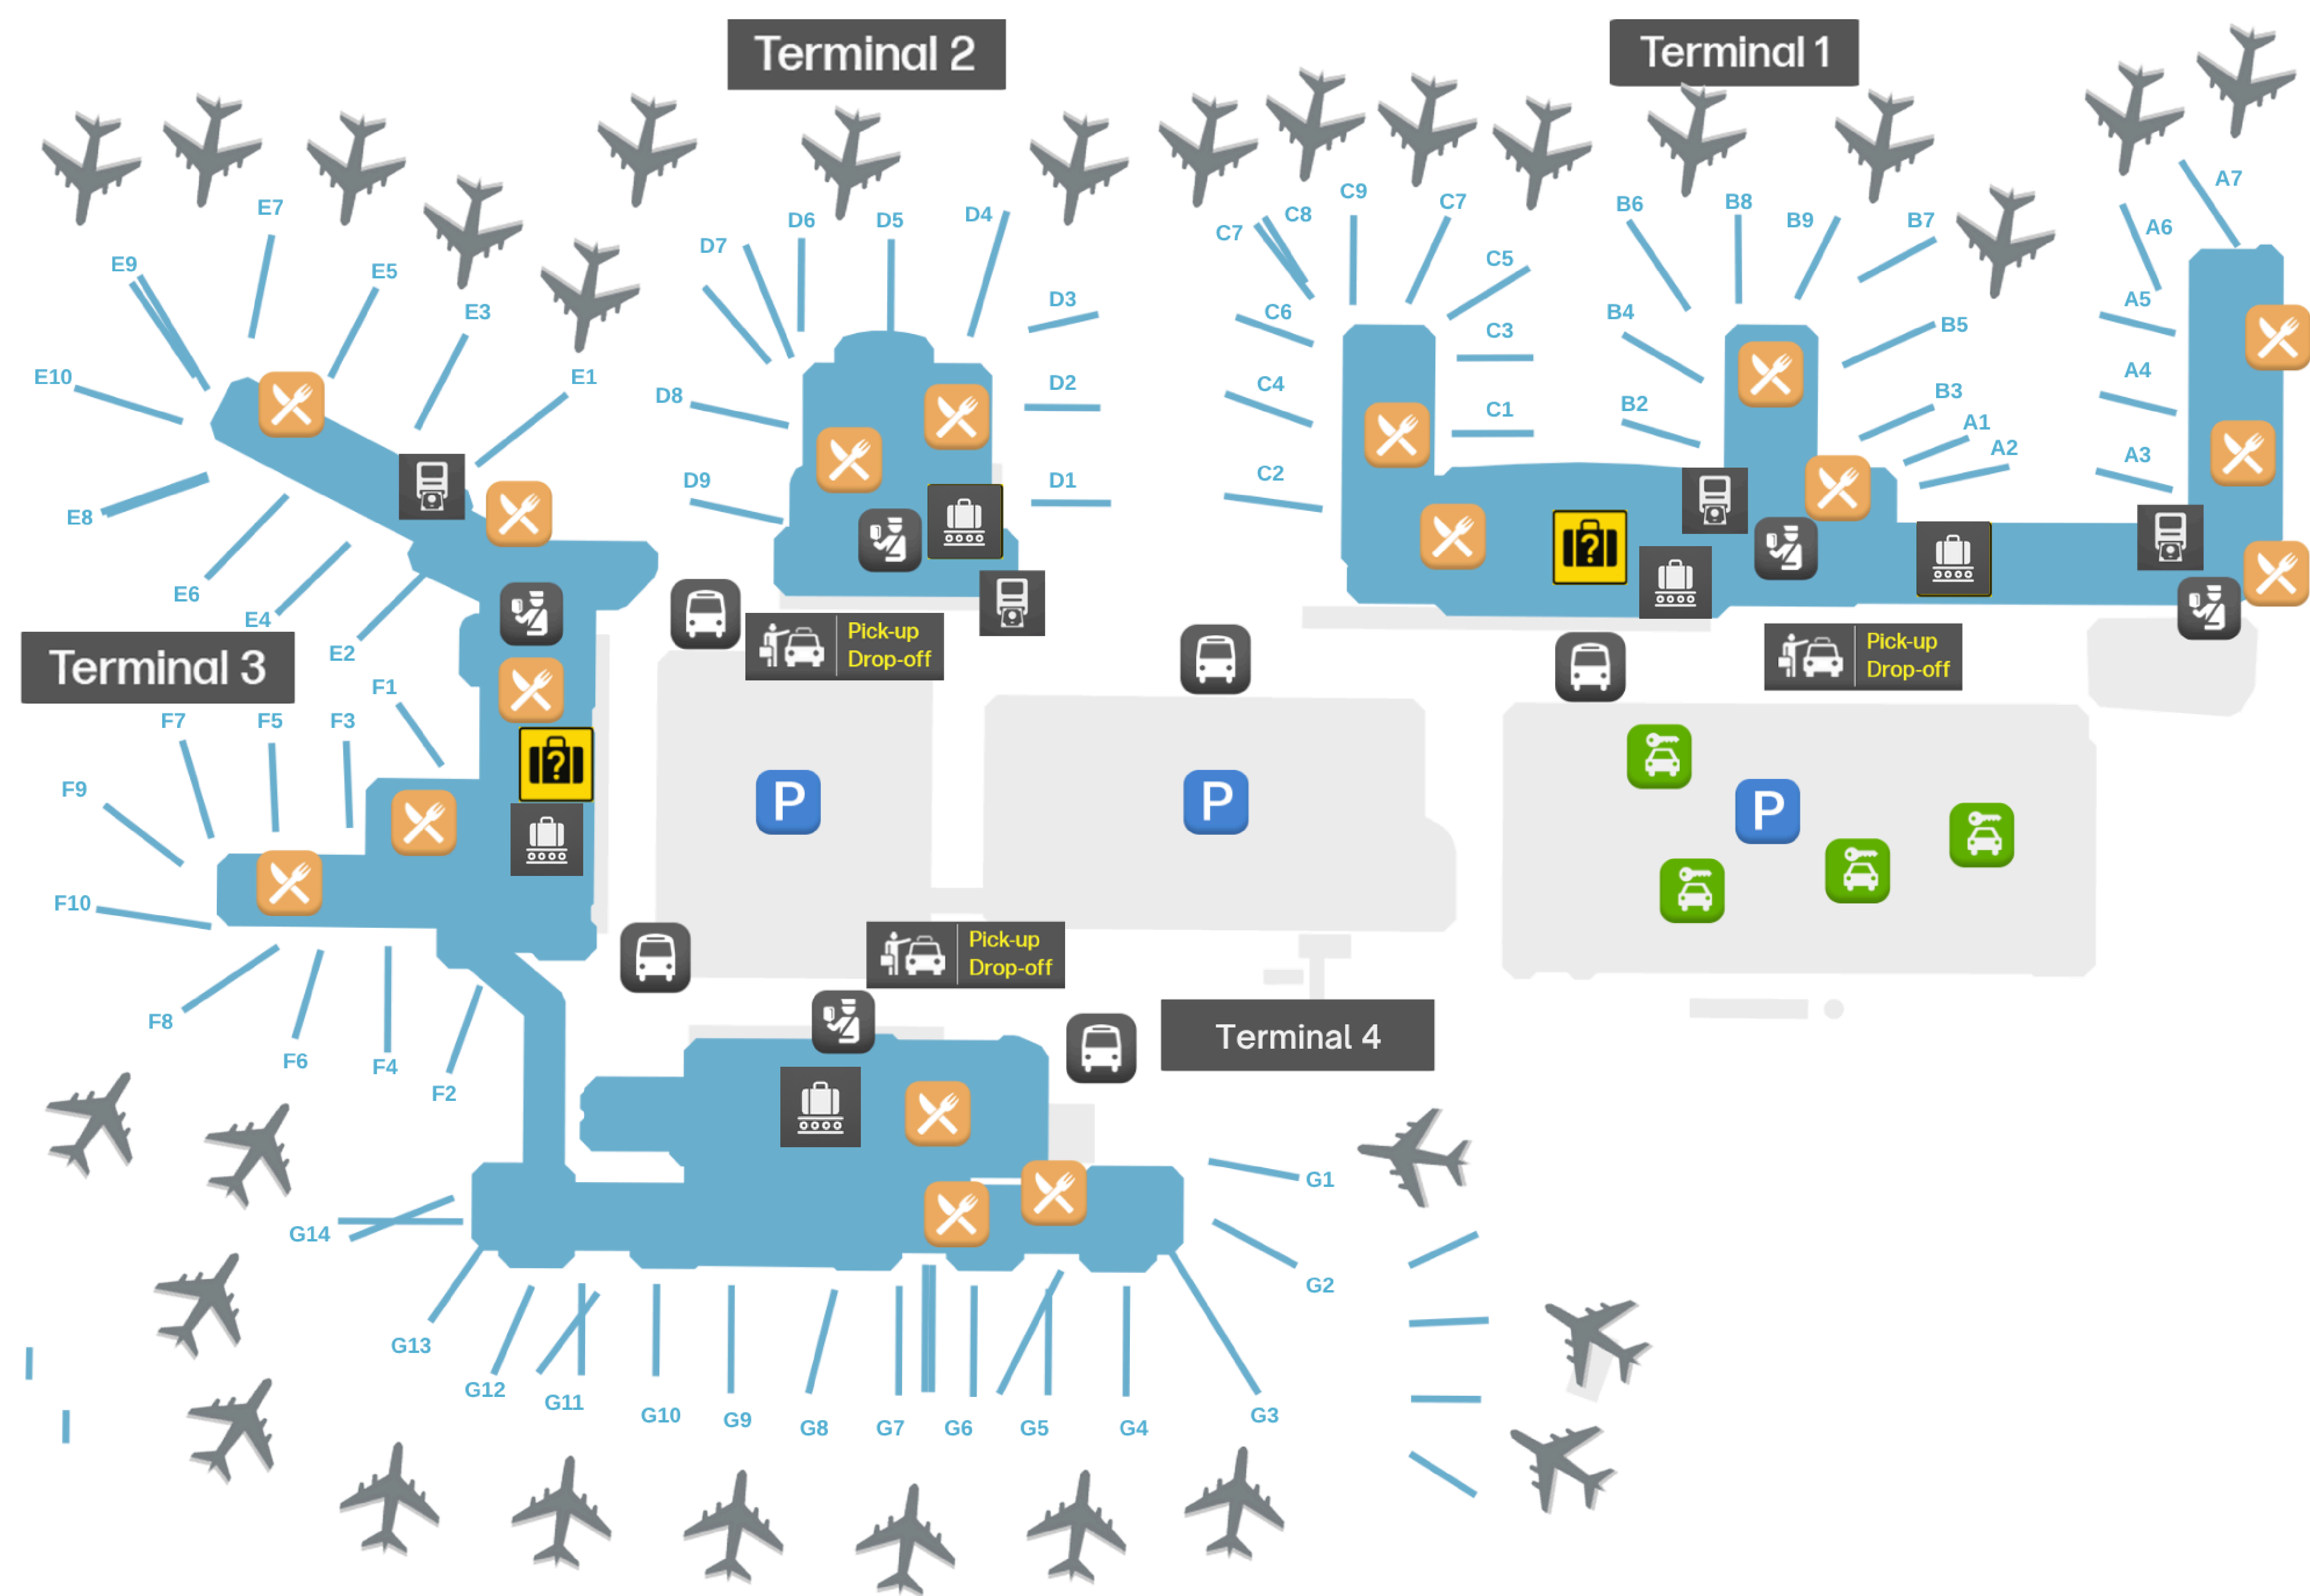 Terminal 2
Terminal 1
A7
E7
D6
D5
D4
C7
C8
C9
C7
B6
B8
B9
B7
A6
E9
E5
D7
C5
E3
D3
C6
C3
B4
B5
A5
E10
E1
D8
D2
C4
C1
B2
B3
A1
A2
A4
A3
E8
D9
D1
C2
?
E6
E4
E2
Terminal 3
Pick-up
Drop-off
Pick-up
Drop-off
F1
F7
F5
F3
?
F9
P
P
P
F10
Pick-up
Drop-off
F8
F6
F4
F2
Terminal 4
G1
G14
G2
G13
G12
G11
G10
G9
G8
G7
G6
G5
G4
G3